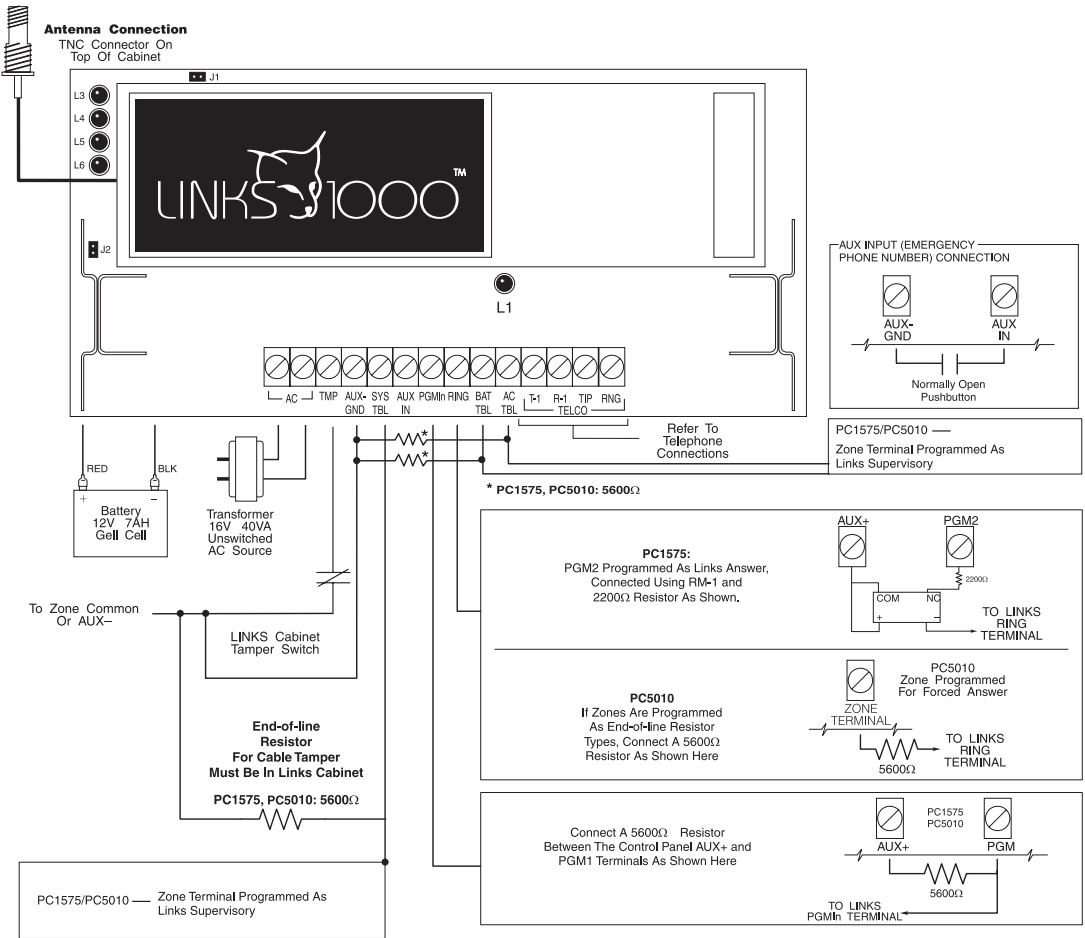 Antenna Connection
TNC Connector On
Top Of Cabinet
J1
L3
L4
L5
L6
LINKS 1000™
J2
L1
AC
TMP
AUX-
GND
SYS
TBL
AUX
IN
PGMIn
RING
BAT
TBL
AC
TBL
T-1
R-1
TIP
RNG
TELCO
AUX INPUT (EMERGENCY
PHONE NUMBER) CONNECTION
AUX-
GND
AUX
IN
Normally Open
Pushbutton
Refer To
Telephone
Connections
PC1575/PC5010 —
Zone Terminal Programmed As
Links Supervisory
*
*
* PC1575, PC5010: 5600Ω
RED
BLK
+
–
Battery
12V 7AH
Gell Cell
Transformer
16V 40VA
Unswitched
AC Source
To Zone Common
Or AUX–
LINKS Cabinet
Tamper Switch
End-of-line
Resistor
For Cable Tamper
Must Be In Links Cabinet
PC1575, PC5010: 5600Ω
PC1575/PC5010 — Zone Terminal Programmed As
Links Supervisory
PC1575:
PGM2 Programmed As Links Answer,
Connected Using RM-1 and
2200Ω Resistor As Shown.
AUX+
PGM2
2200Ω
COM
NC
+
–
TO LINKS
RING
TERMINAL
PC5010
If Zones Are Programmed
As End-of-line Resistor
Types, Connect A 5600Ω
Resistor As Shown Here
PC5010
Zone Programmed
For Forced Answer
ZONE
TERMINAL
5600Ω
TO LINKS
RING
TERMINAL
Connect A 5600Ω Resistor
Between The Control Panel AUX+ and
PGM1 Terminals As Shown Here
PC1575
PC5010
AUX+
PGM
5600Ω
TO LINKS
PGMIn TERMINAL